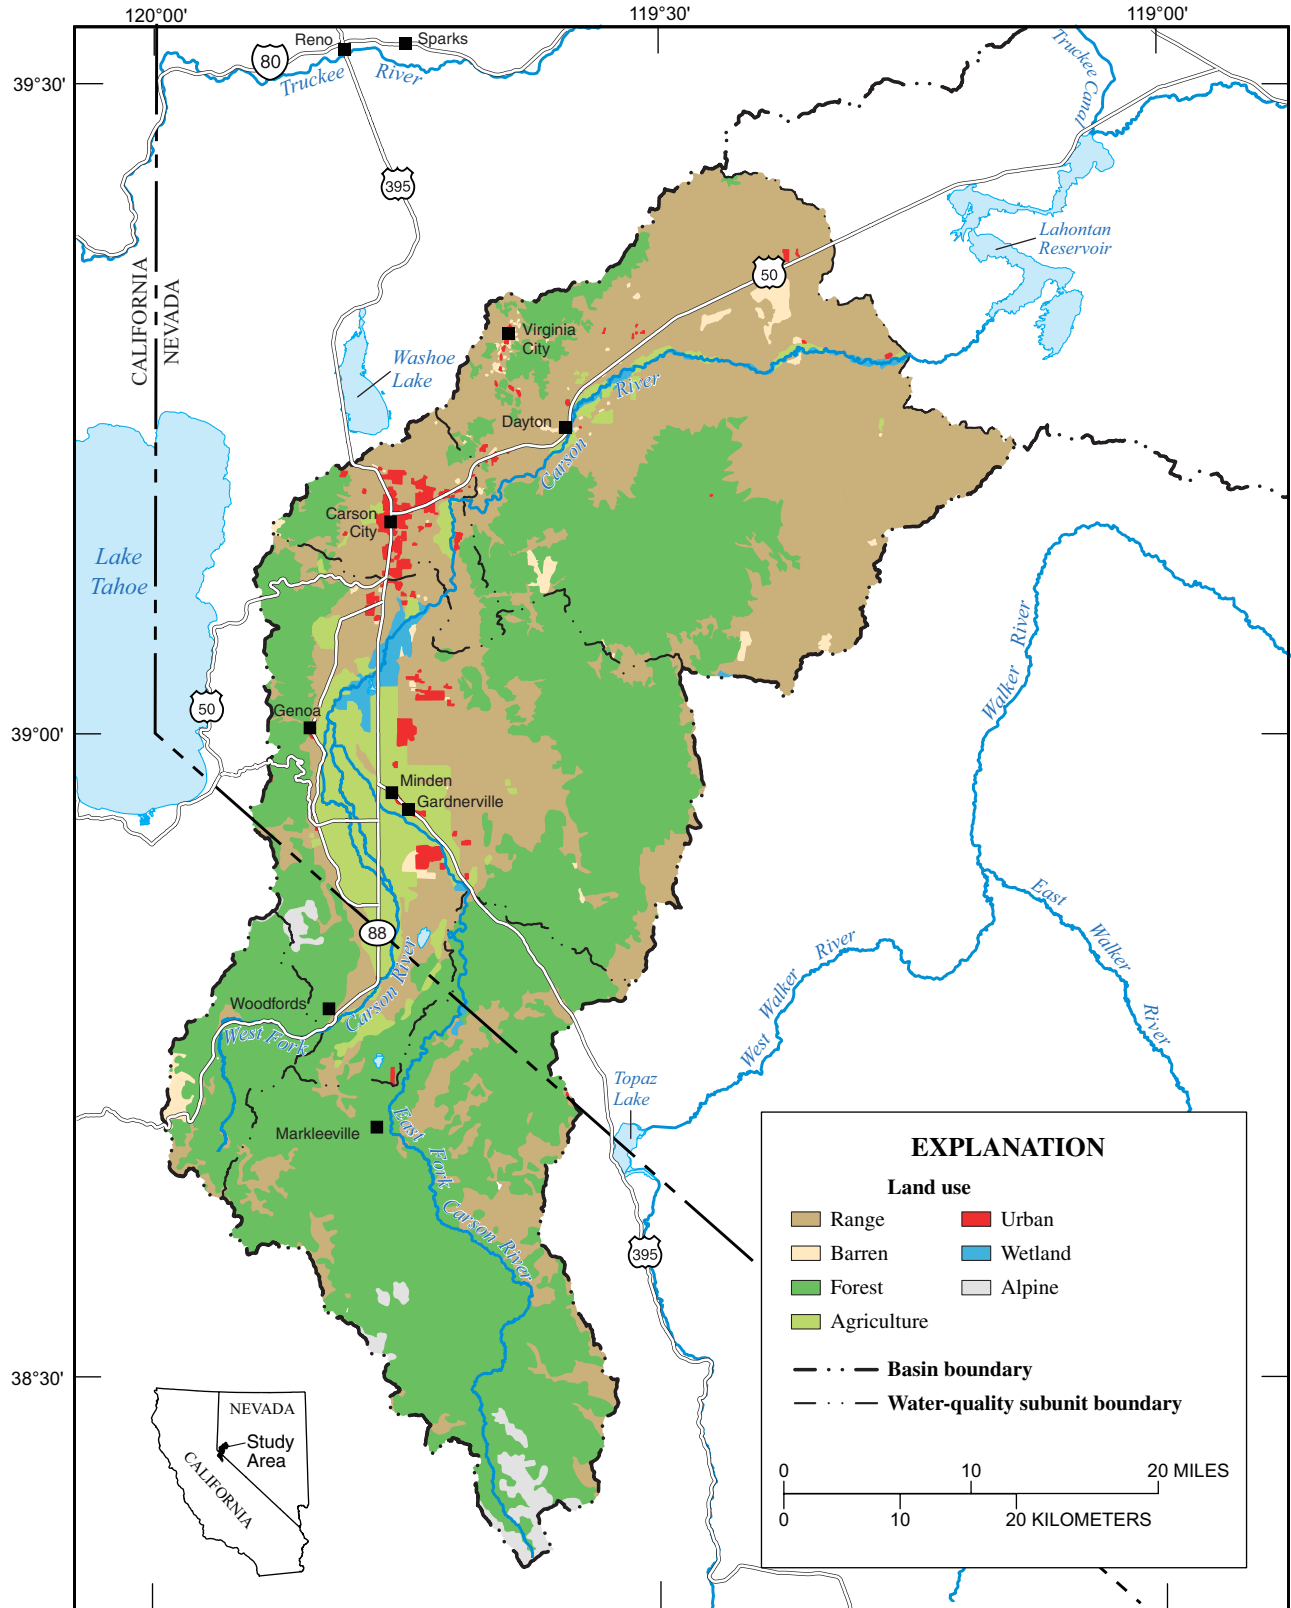 120°00'
119°30'
119°00'
39°30'
Reno
Sparks
80
Truckee River
Truckee Canal
395
CALIFORNIA
NEVADA
Lahontan
Reservoir
50
Virginia
City
Washoe
Lake
River
Dayton
Carson
Carson
City
Lake
Tahoe
Walker River
50
Genoa
39°00'
Minden
Gardnerville
East Walker River
88
West Walker River
Woodfords
Carson River
West Fork
Topaz
Lake
Markleeville
East Fork Carson River
395
38°30'
EXPLANATION
Land use
Range
Urban
Barren
Wetland
Forest
Alpine
Agriculture
Basin boundary
Water-quality subunit boundary
0 10 20 MILES
0 10 20 KILOMETERS
NEVADA
Study
Area
CALIFORNIA